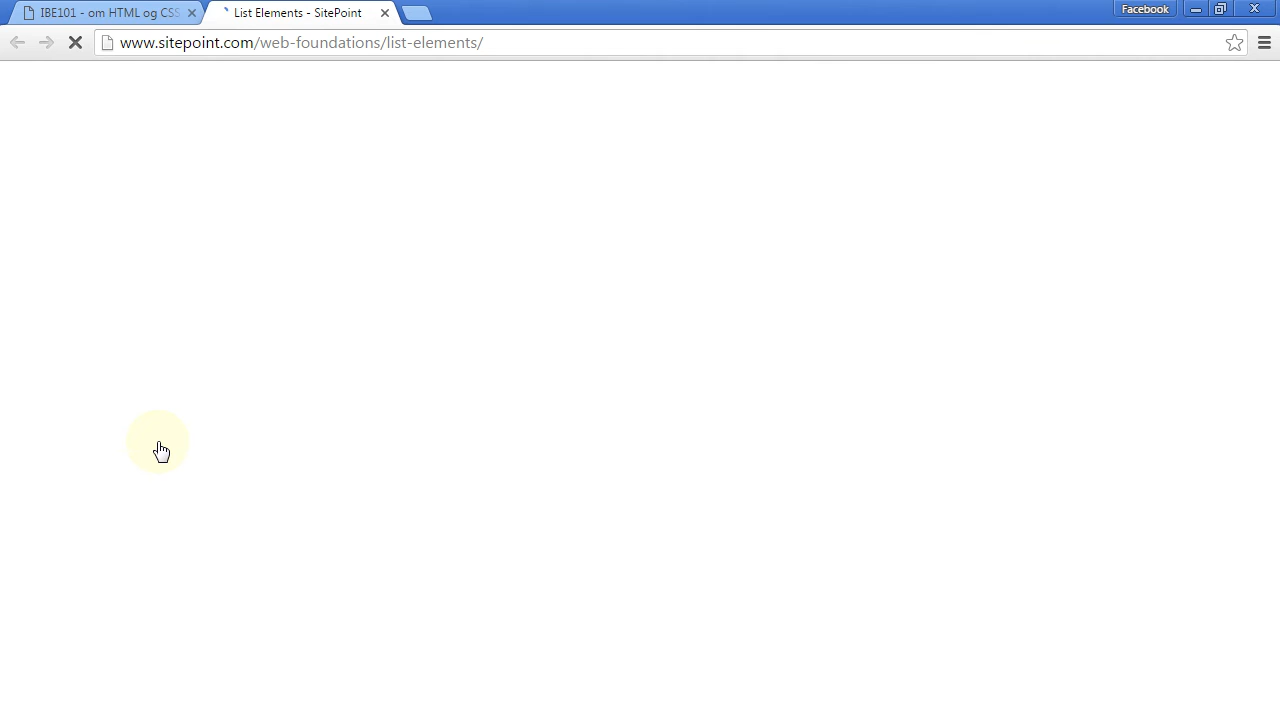 IBE101 - om HTML og CSS
List Elements - SitePoint
Facebook
www.sitepoint.com/web-foundations/list-elements/